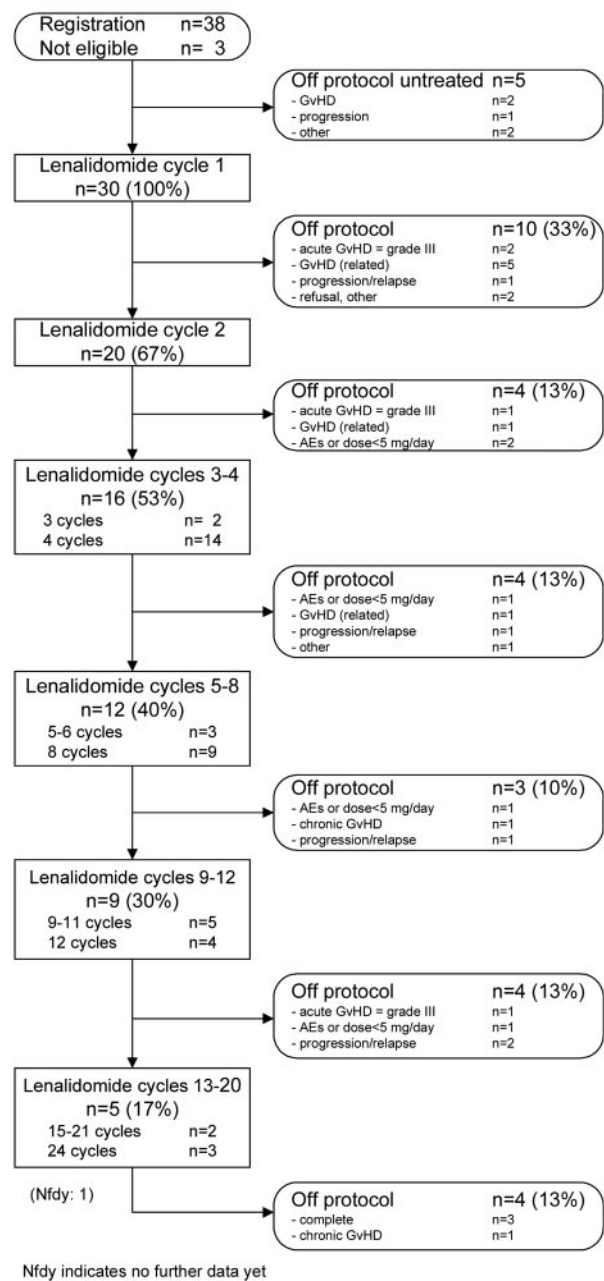 Registration n=38
Not eligible n= 3
Off protocol untreated n=5
- GvHD n=2
- progression n=1
- other n=2
Lenalidomide cycle 1
n=30 (100%)
Off protocol n=10 (33%)
- acute GvHD = grade III n=2
- GvHD (related) n=5
- progression/relapse n=1
- refusal, other n=2
Lenalidomide cycle 2
n=20 (67%)
Off protocol n=4 (13%)
- acute GvHD = grade III n=1
- GvHD (related) n=1
- AEs or dose<5 mg/day n=2
Lenalidomide cycles 3-4
n=16 (53%)
3 cycles n= 2
4 cycles n=14
Off protocol n=4 (13%)
- AEs or dose<5 mg/day n=1
- GvHD (related) n=1
- progression/relapse n=1
- other n=1
Lenalidomide cycles 5-8
n=12 (40%)
5-6 cycles n=3
8 cycles n=9
Off protocol n=3 (10%)
- AEs or dose<5 mg/day n=1
- chronic GvHD n=1
- progression/relapse n=1
Lenalidomide cycles 9-12
n=9 (30%)
9-11 cycles n=5
12 cycles n=4
Off protocol n=4 (13%)
- acute GvHD = grade III n=1
- AEs or dose<5 mg/day n=1
- progression/relapse n=2
Lenalidomide cycles 13-20
n=5 (17%)
15-21 cycles n=2
24 cycles n=3
(Nfdy: 1)
Off protocol n=4 (13%)
- complete n=3
- chronic GvHD n=1
Nfdy indicates no further data yet